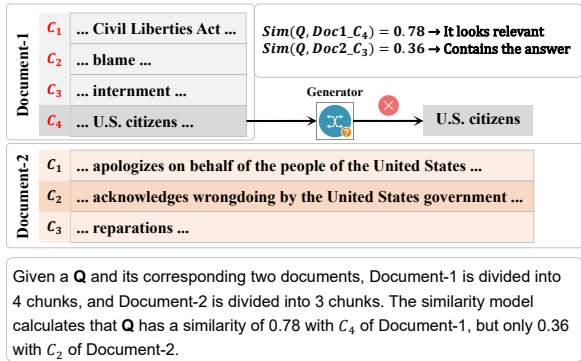 Document-1
C₁ ... Civil Liberties Act ...
C₂ ... blame ...
C₃ ... internment ...
C₄ ... U.S. citizens ...
Sim(Q, Doc1_C₄) = 0.78 → It looks relevant
Sim(Q, Doc2_C₃) = 0.36 → Contains the answer
Generator
?
U.S. citizens
Document-2
C₁ ... apologizes on behalf of the people of the United States ...
C₂ ... acknowledges wrongdoing by the United States government ...
C₃ ... reparations ...
Given a Q and its corresponding two documents, Document-1 is divided into
4 chunks, and Document-2 is divided into 3 chunks. The similarity model
calculates that Q has a similarity of 0.78 with C₄ of Document-1, but only 0.36
with C₂ of Document-2.